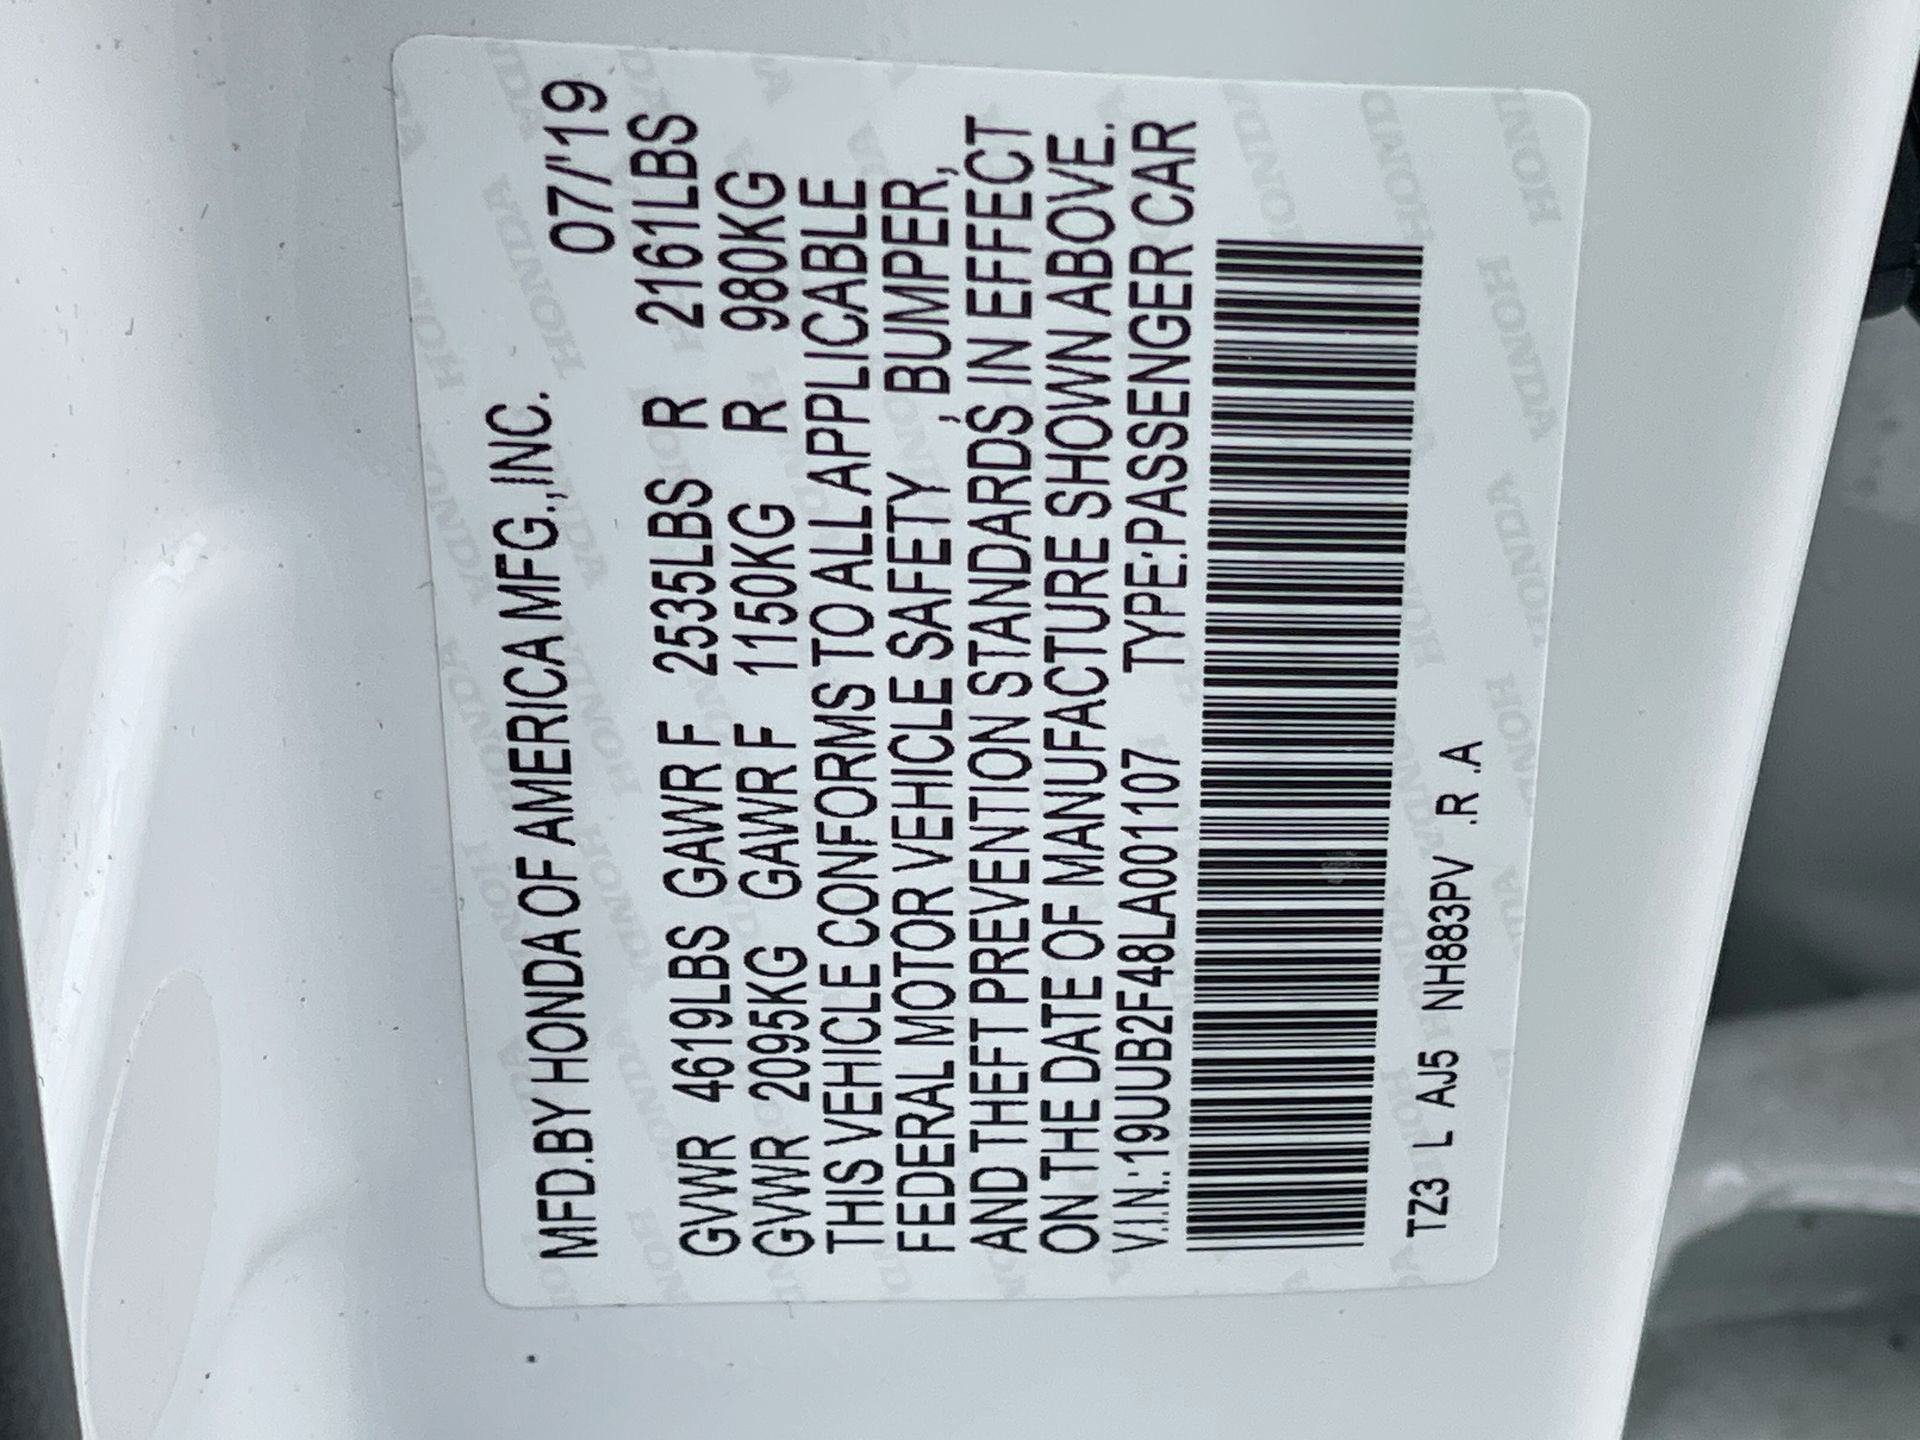 MFD.BY HONDA OF AMERICA MFG.,INC. 07/'19
GVWR 4619LBS GAWR F 2535LBS R 2161LBS
GVWR 2095KG GAWR F 1150KG R 980KG
THIS VEHICLE CONFORMS TO ALL APPLICABLE
FEDERAL MOTOR VEHICLE SAFETY , BUMPER,
AND THEFT PREVENTION STANDARDS IN EFFECT
ON THE DATE OF MANUFACTURE SHOWN ABOVE.
V.I.N.:19UUB2F48LA001107 TYPE:PASSENGER CAR
TZ3 L AJ5 NH883PV .R .A